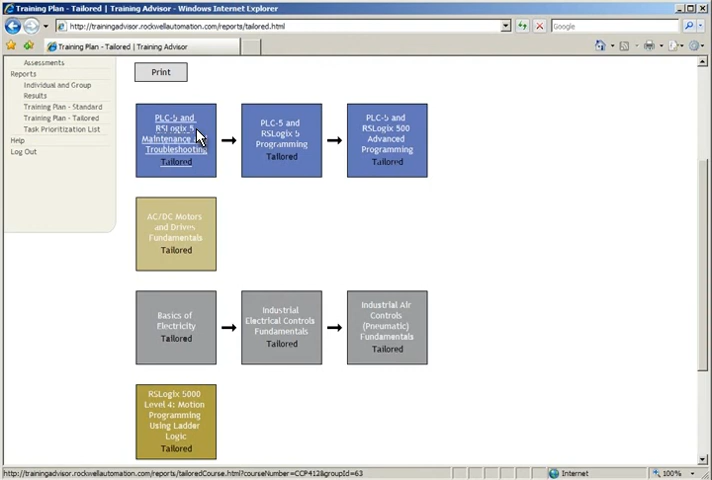 Training Plan - Tailored | Training Advisor - Windows Internet Explorer
http://trainingadvisor.rockwellautomation.com/reports/tailored.html
Google
Training Plan - Tailored | Training Advisor
Assessments
Reports
Individual and Group
Results
Training Plan - Standard
Training Plan - Tailored
Task Prioritization List
Help
Log Out
Print
PLC-5 and
RSLogix 5
Maintenance
Troubleshooting
Tailored
PLC-5 and
RSLogix 5
Programming
Tailored
PLC-5 and
RSLogix 500
Advanced
Programming
Tailored
AC/DC Motors
and Drives
Fundamentals
Tailored
Basics of
Electricity
Tailored
Industrial
Electrical Controls
Fundamentals
Tailored
Industrial Air
Controls
(Pneumatic)
Fundamentals
Tailored
RSLogix 5000
Level 4: Motion
Programming
Using Ladder
Logic
Tailored
http://trainingadvisor.rockwellautomation.com/reports/tailoredCourse.html?courseNumber=CCP412&groupId=63
Internet
100%